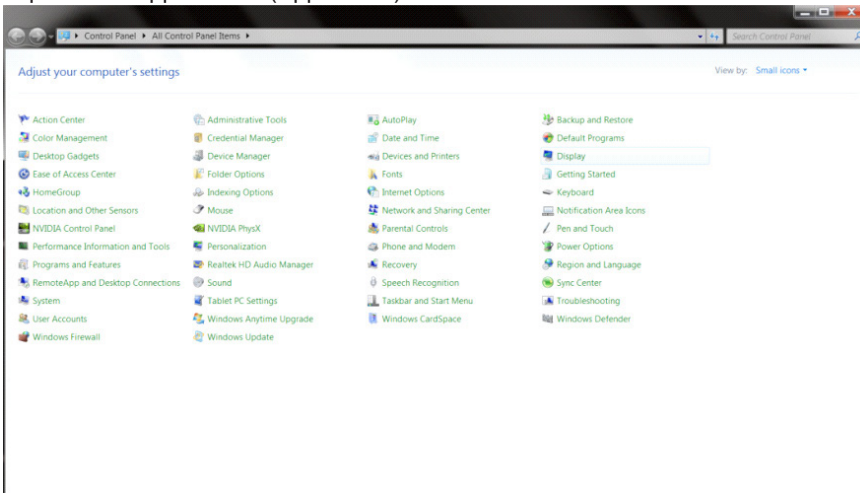 Control Panel ▸ All Control Panel Items ▸
Search Control Panel
Adjust your computer's settings
View by: Small icons
Action Center
Administrative Tools
AutoPlay
Backup and Restore
Color Management
Credential Manager
Date and Time
Default Programs
Desktop Gadgets
Device Manager
Devices and Printers
Display
Ease of Access Center
Folder Options
Fonts
Getting Started
HomeGroup
Indexing Options
Internet Options
Keyboard
Location and Other Sensors
Mouse
Network and Sharing Center
Notification Area Icons
NVIDIA Control Panel
NVIDIA PhysX
Parental Controls
Pen and Touch
Performance Information and Tools
Personalization
Phone and Modem
Power Options
Programs and Features
Realtek HD Audio Manager
Recovery
Region and Language
RemoteApp and Desktop Connections
Sound
Speech Recognition
Sync Center
System
Tablet PC Settings
Taskbar and Start Menu
Troubleshooting
User Accounts
Windows Anytime Upgrade
Windows CardSpace
Windows Defender
Windows Firewall
Windows Update